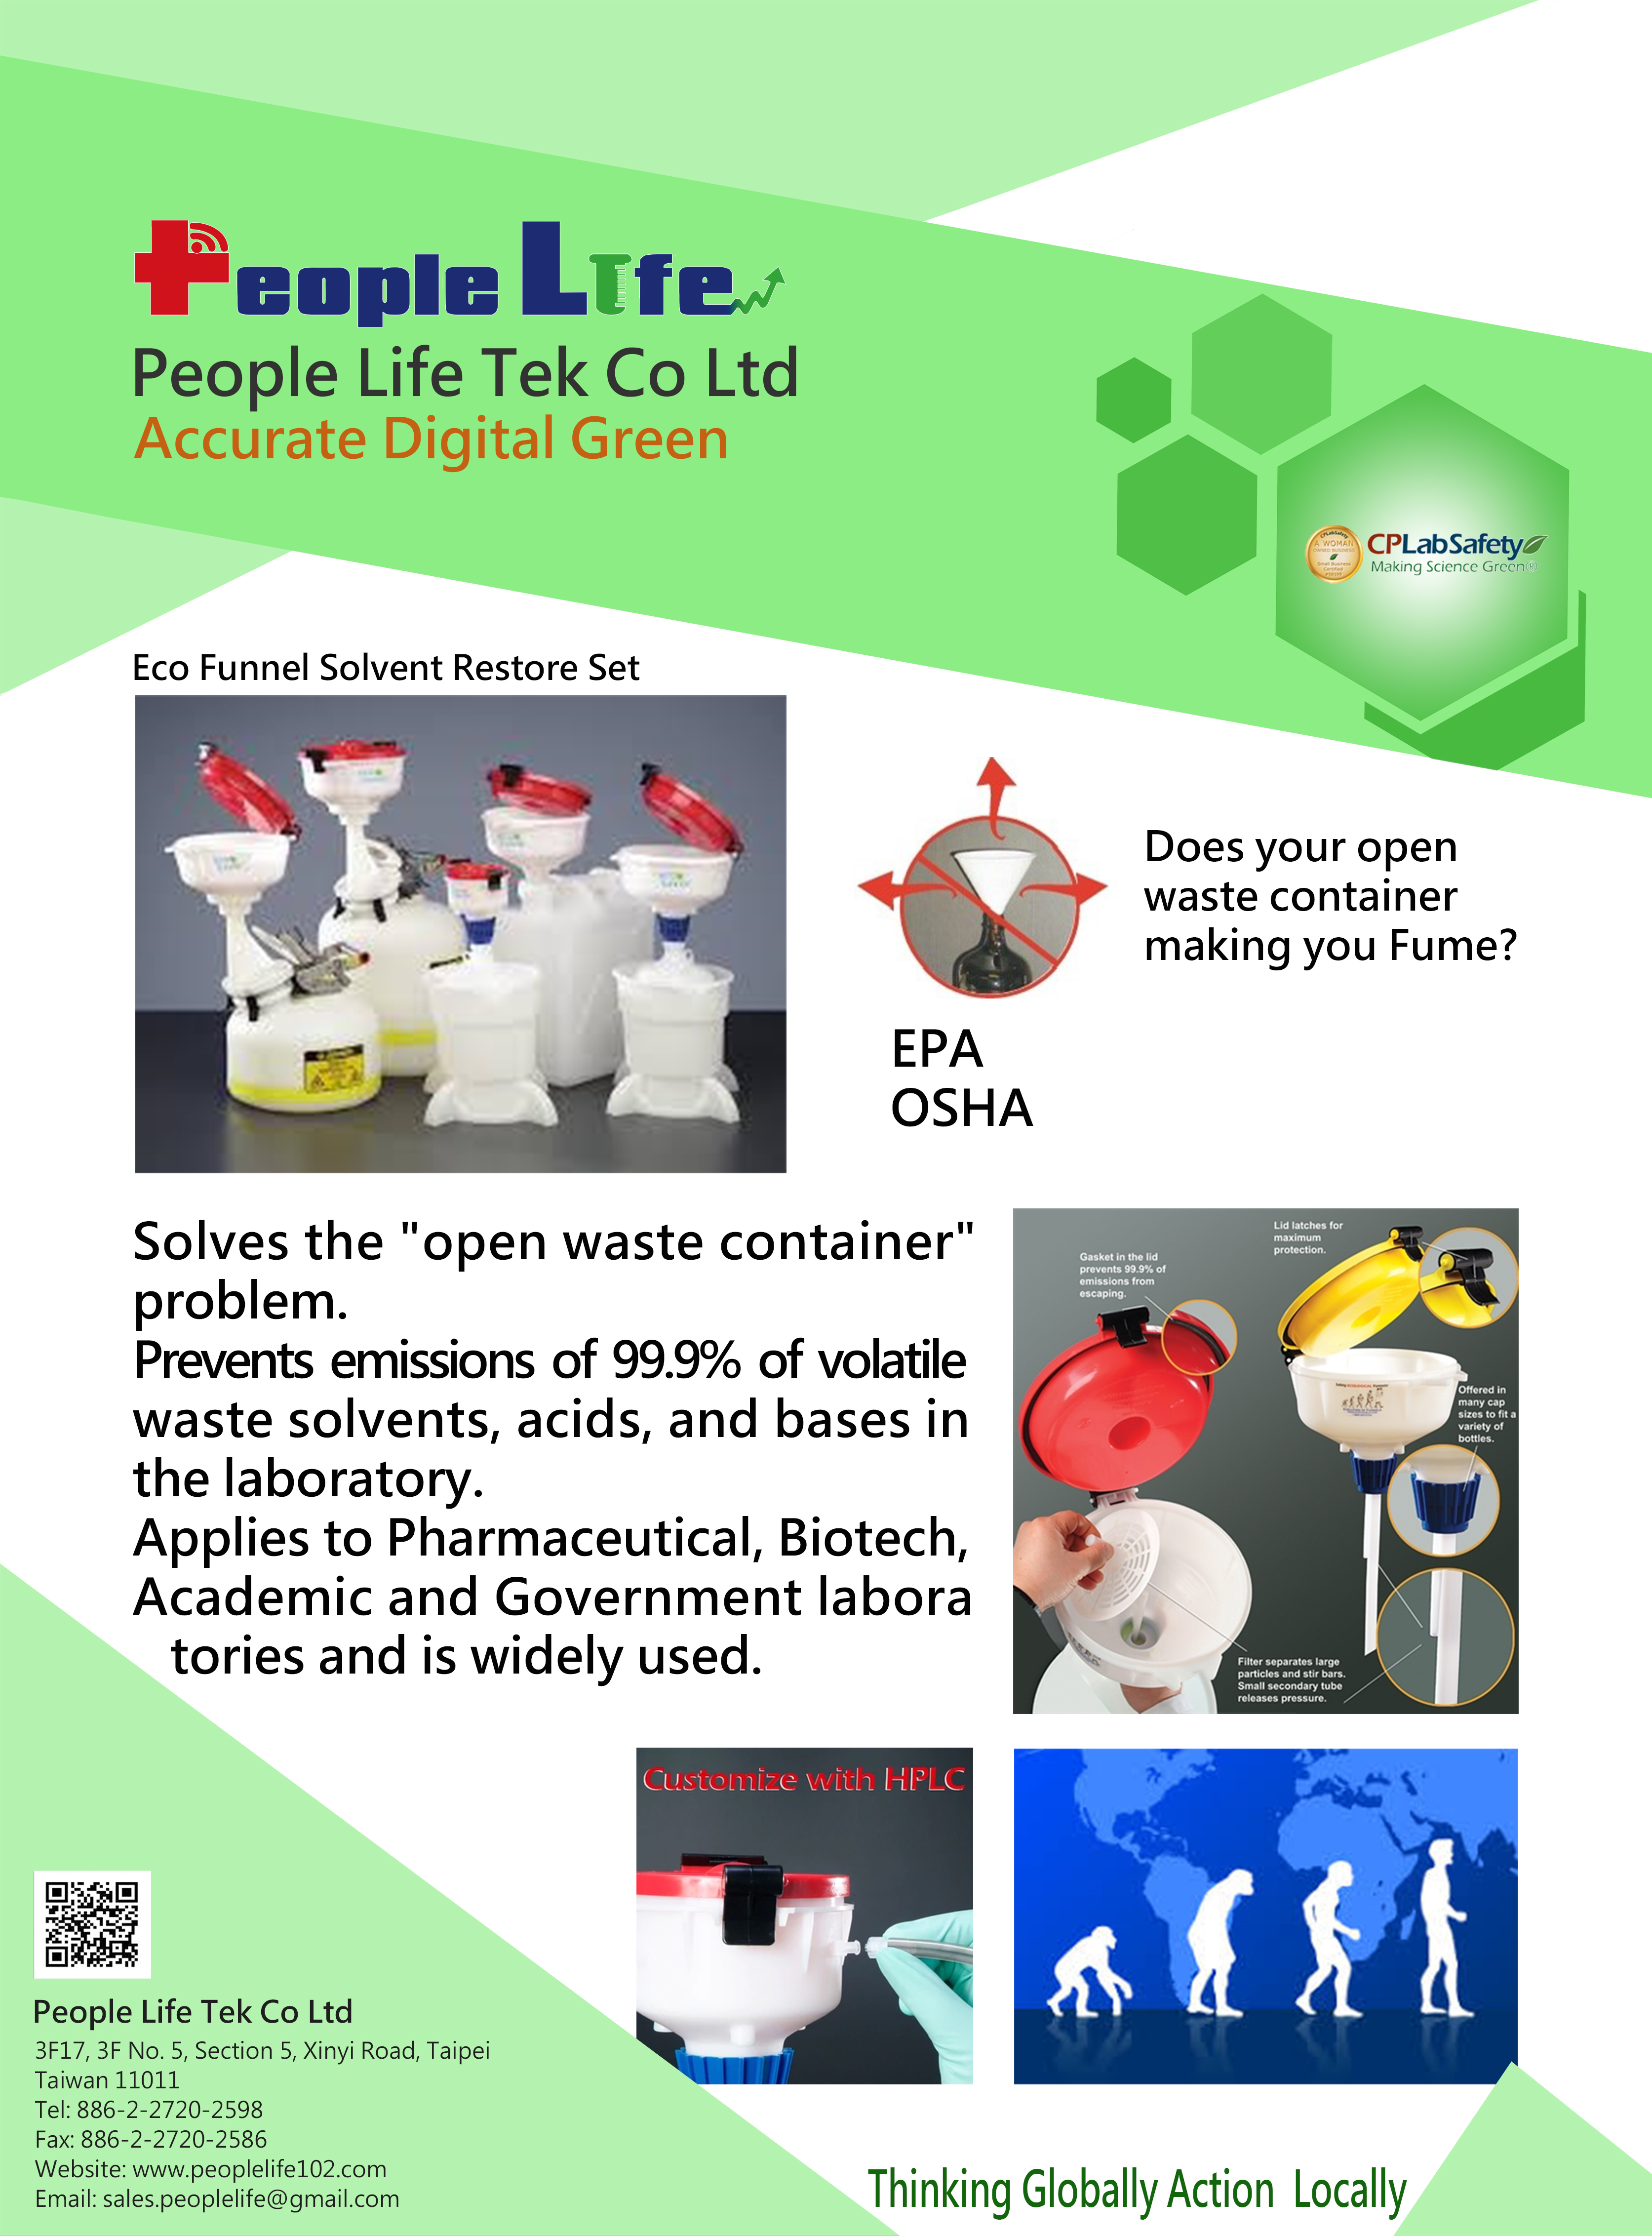 People Life
People Life Tek Co Ltd
Accurate Digital Green
CPLabSafety
A WOMAN
OWNED BUSINESS
Small Business
Certified
CPLabSafety
Making Science Green®
Eco Funnel Solvent Restore Set
Does your open
waste container
making you Fume?
EPA
OSHA
Solves the "open waste container"
problem.
Prevents emissions of 99.9% of volatile
waste solvents, acids, and bases in
the laboratory.
Applies to Pharmaceutical, Biotech,
Academic and Government labora
tories and is widely used.
Lid latches for
maximum
protection.
Gasket in the lid
prevents 99.9% of
emissions from
escaping.
Offered in
many cap
sizes to fit a
variety of
bottles.
Filter separates large
particles and stir bars.
Small secondary tube
releases pressure.
Customize with HPLC
People Life Tek Co Ltd
3F17, 3F No. 5, Section 5, Xinyi Road, Taipei
Taiwan 11011
Tel: 886-2-2720-2598
Fax: 886-2-2720-2586
Website: www.peoplelife102.com
Email: sales.peoplelife@gmail.com
Thinking Globally Action Locally